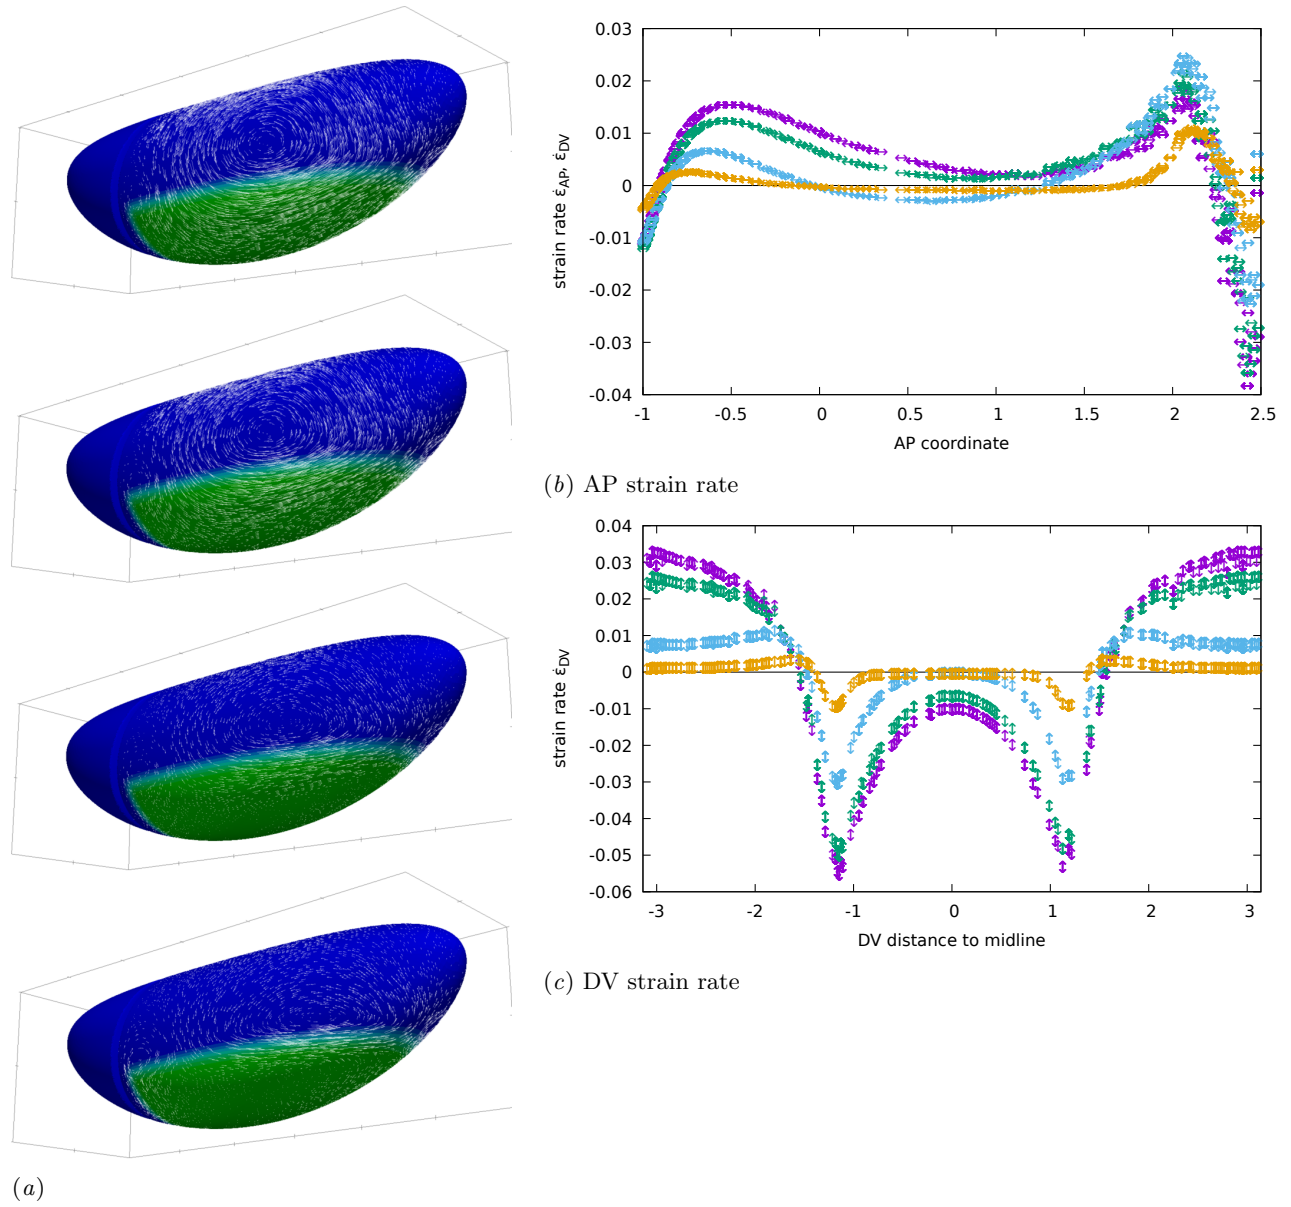 0.03
0.02
0.01
0
-0.01
-0.02
-0.03
-0.04
strain rate ε̇AP, ε̇DV
-1 -0.5 0 0.5 1 1.5 2 2.5
AP coordinate
(b) AP strain rate
0.04
0.03
0.02
0.01
0
-0.01
-0.02
-0.03
-0.04
-0.05
-0.06
strain rate ε̇DV
-3 -2 -1 0 1 2 3
DV distance to midline
(c) DV strain rate
(a)